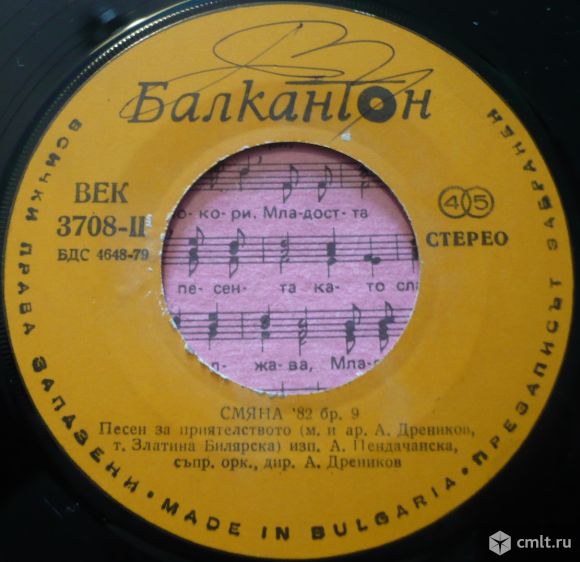 Балкантон
ВЕК
3708-II
БДС 4648-79
45
СТЕРЕО
о- ко- ри. Мла-дост- та
пе- сен- та ка- то сла
жа- ва, Мла-
СМЯНА '82 бр. 9
Песен за приятелството (м. и ар. А. Дреников,
т. Златина Билярска) изп. А. Пендачанска,
съпр. орк., дир. А. Дреников
ВСИЧКИ ПРАВА ЗАПАЗЕНИ • MADE IN BULGARIA • ПРЕЗАПИСЪТ ЗАБРАНЕН
cmlt.ru